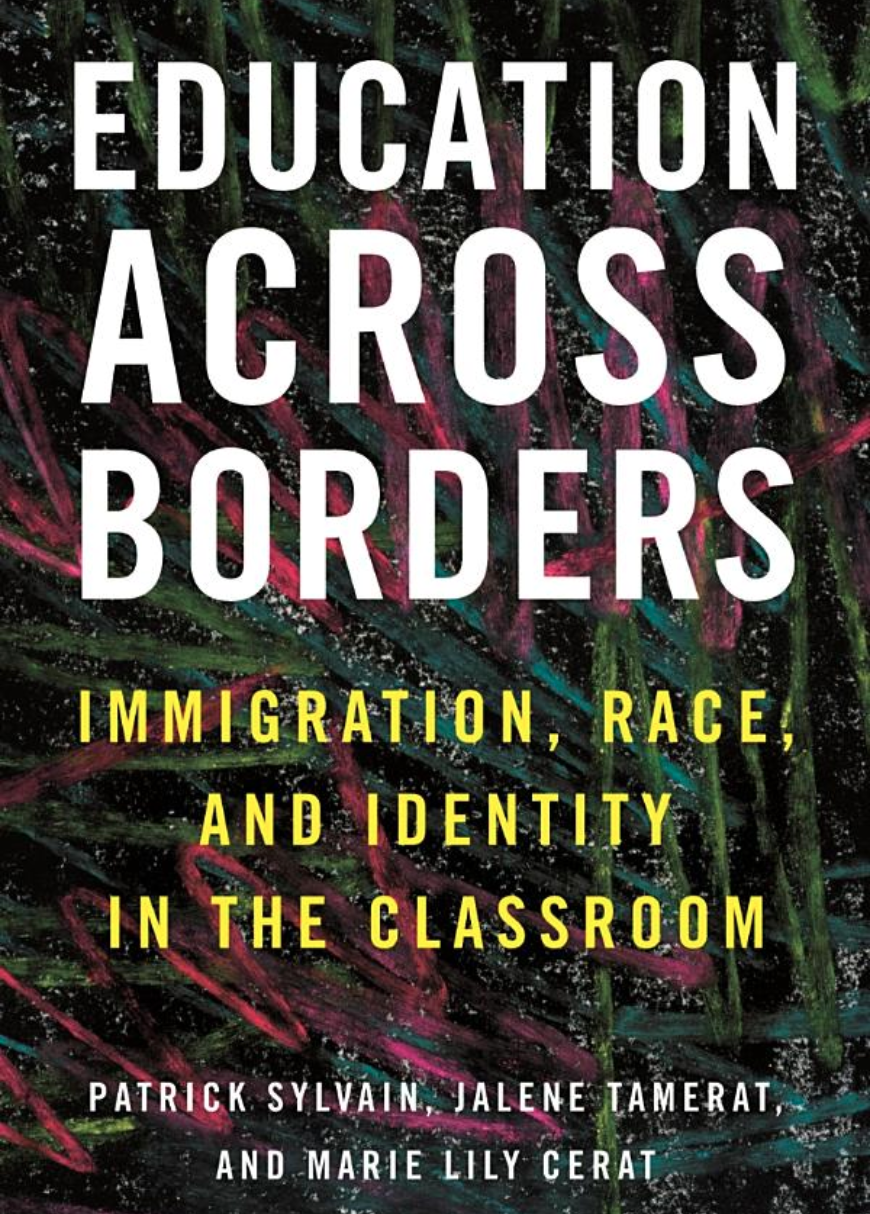 EDUCATION
ACROSS
BORDERS
IMMIGRATION, RACE,
AND IDENTITY
IN THE CLASSROOM
PATRICK SYLVAIN, JALENE TAMERAT,
AND MARIE LILY CERAT